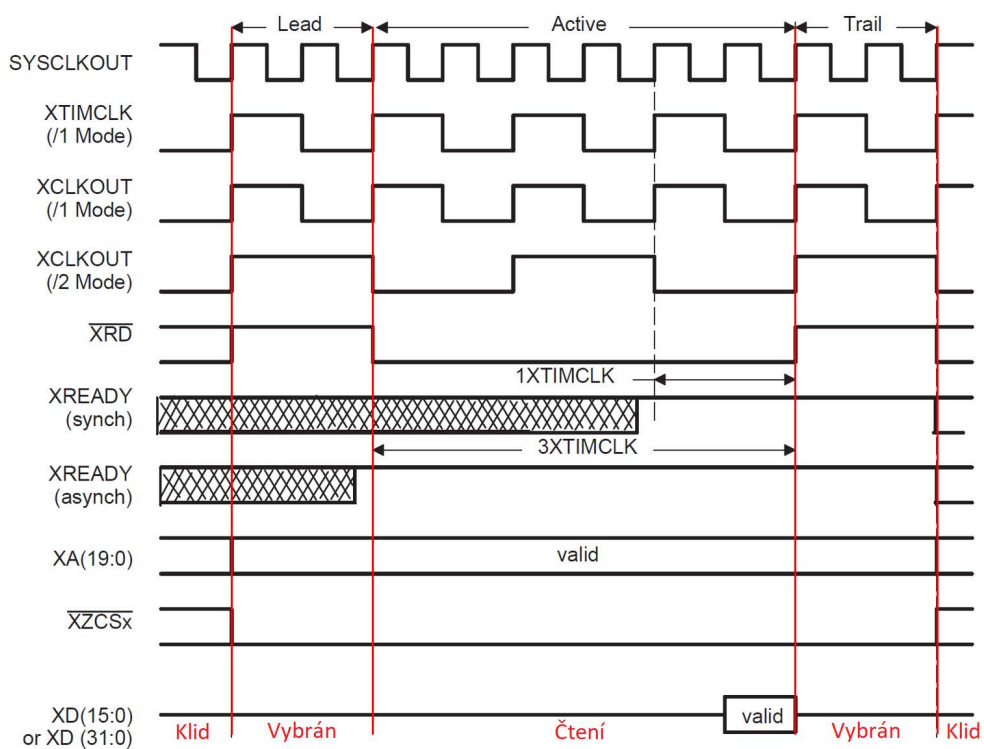 Lead
Active
Trail
SYSCLKOUT
XTIMCLK
(/1 Mode)
XCLKOUT
(/1 Mode)
XCLKOUT
(/2 Mode)
XRD
1XTIMCLK
XREADY
(synch)
3XTIMCLK
XREADY
(asynch)
XA(19:0)
valid
XZCSx
XD(15:0)
or XD (31:0)
valid
Klid
Vybrán
Čtení
Vybrán
Klid